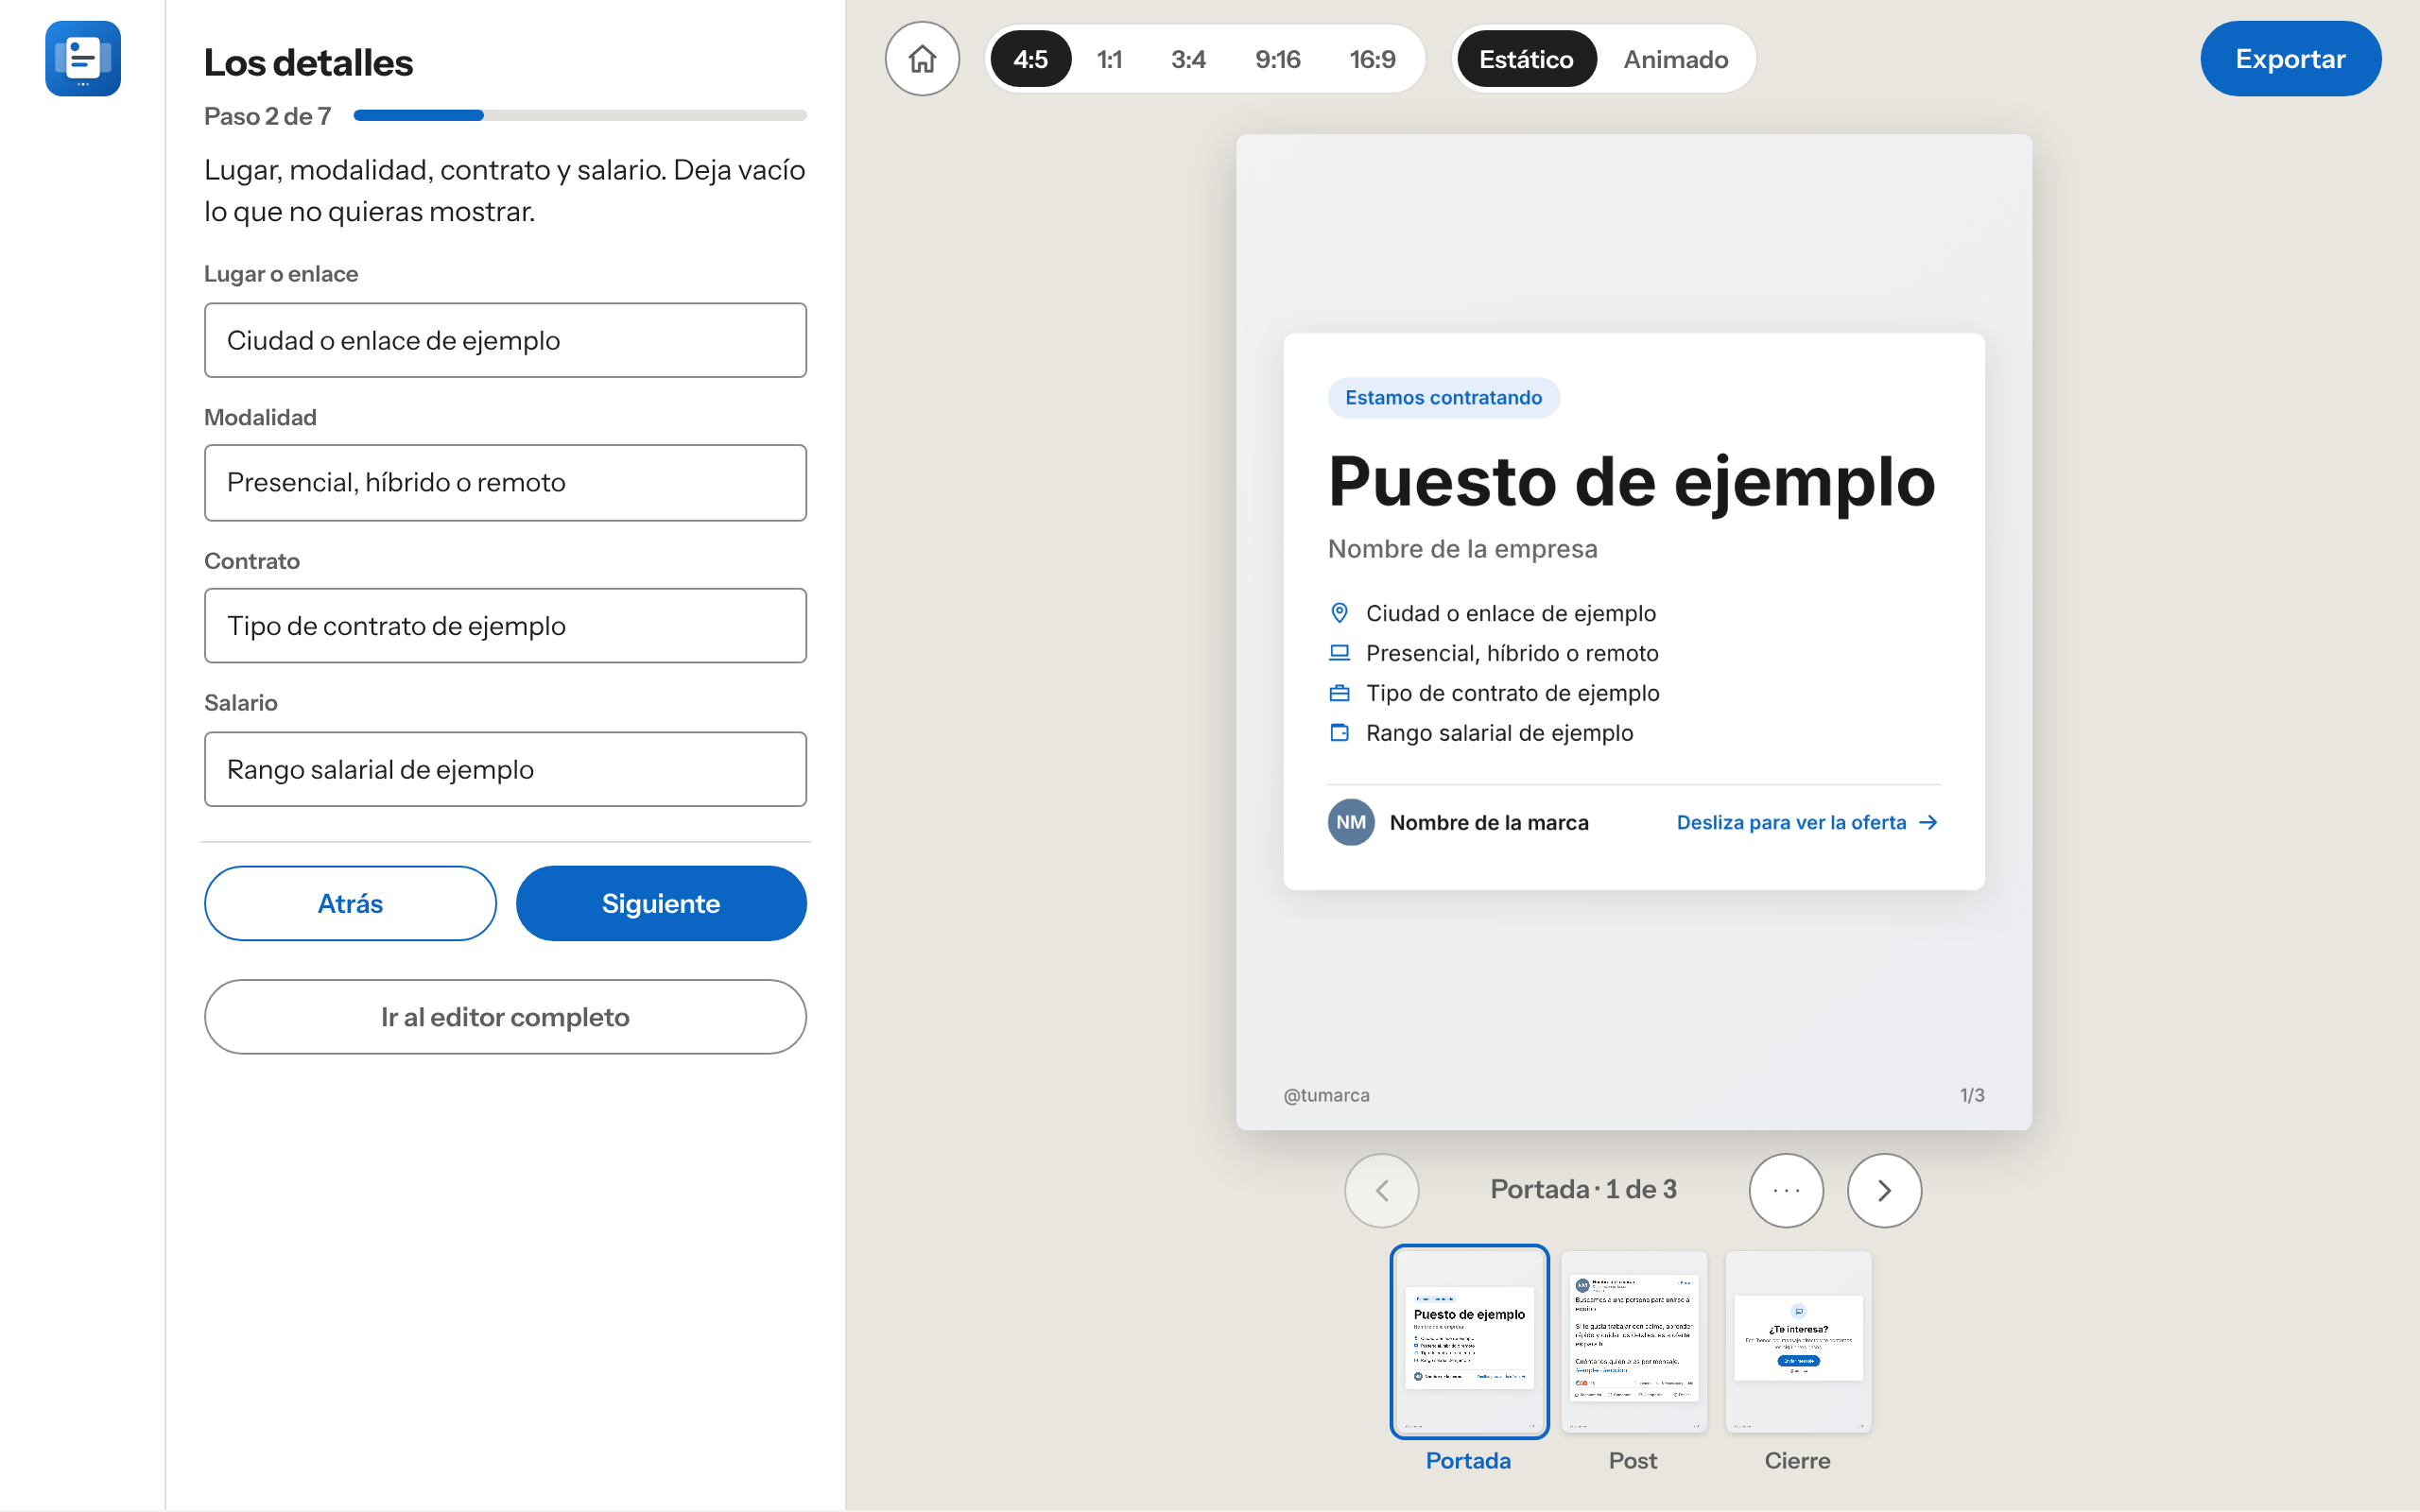 Los detalles
Paso 2 de 7
Lugar, modalidad, contrato y salario. Deja vacío
lo que no quieras mostrar.
Lugar o enlace
Ciudad o enlace de ejemplo
Modalidad
Presencial, híbrido o remoto
Contrato
Tipo de contrato de ejemplo
Salario
Rango salarial de ejemplo
Atrás
Siguiente
Ir al editor completo
4:5
1:1
3:4
9:16
16:9
Estático
Animado
Exportar
Estamos contratando
Puesto de ejemplo
Nombre de la empresa
Ciudad o enlace de ejemplo
Presencial, híbrido o remoto
Tipo de contrato de ejemplo
Rango salarial de ejemplo
NM
Nombre de la marca
Desliza para ver la oferta
@tumarca
1/3
Portada · 1 de 3
Puesto de ejemplo
¿Te interesa?
Portada
Post
Cierre